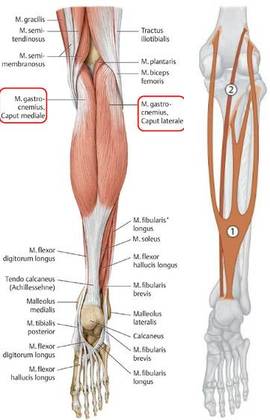 M. gracilis
M. semi-
tendinosus
M. semi-
membranosus
M. gastro-
cnemius,
Caput mediale
M. flexor
digitorum longus
Tendo calcaneus
(Achillessehne)
Malleolus
medialis
M. tibialis
posterior
M. flexor
digitorum longus
M. flexor
hallucis longus
Tractus
iliotibialis
M. plantaris
M. biceps
femoris
M. gastro-
cnemius,
Caput laterale
M. fibularis
longus
M. soleus
M. flexor
hallucis longus
M. fibularis
brevis
Malleolus
lateralis
Calcaneus
M. fibularis
brevis
M. fibularis
longus
2
1